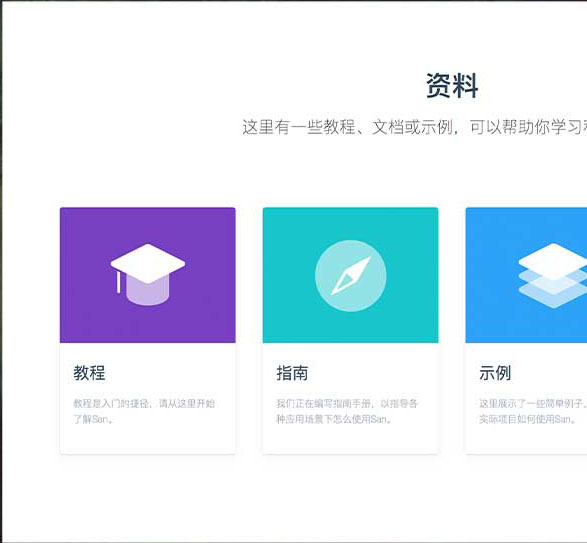 资料
这里有一些教程、文档或示例，可以帮助你学习
教程
教程是入门的捷径，请从这里开始
了解San。
指南
我们正在编写指南手册，以指导各
种应用场景下怎么使用San。
示例
这里展示了一些简单例子，
实际项目如何使用San。